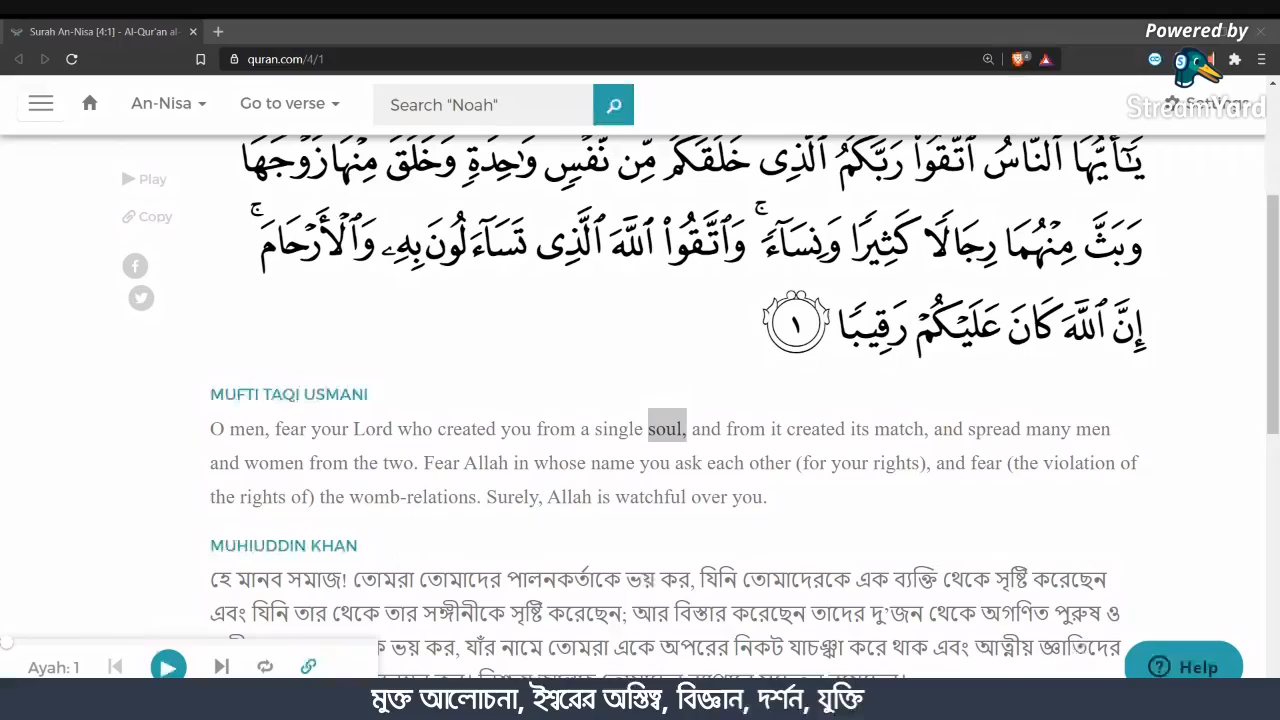 Powered by
Surah An-Nisa [4:1] - Al-Qur'an al-
quran.com/4/1
StreamYard
An-Nisa
Go to verse
Search "Noah"
Settings
Play
Copy
يَـٰٓأَيُّهَا ٱلنَّاسُ ٱتَّقُوا۟ رَبَّكُمُ ٱلَّذِى خَلَقَكُم مِّن نَّفْسٍ وَٰحِدَةٍ وَخَلَقَ مِنْهَا زَوْجَهَا
وَبَثَّ مِنْهُمَا رِجَالًا كَثِيرًا وَنِسَآءً ۚ وَٱتَّقُوا۟ ٱللَّهَ ٱلَّذِى تَسَآءَلُونَ بِهِۦ وَٱلْأَرْحَامَ ۚ
إِنَّ ٱللَّهَ كَانَ عَلَيْكُمْ رَقِيبًا ١
MUFTI TAQI USMANI
O men, fear your Lord who created you from a single soul, and from it created its match, and spread many men
and women from the two. Fear Allah in whose name you ask each other (for your rights), and fear (the violation of
the rights of) the womb-relations. Surely, Allah is watchful over you.
MUHIUDDIN KHAN
হে মানব সমাজ! তোমরা তোমাদের পালনকর্তাকে ভয় কর, যিনি তোমাদেরকে এক ব্যক্তি থেকে সৃষ্টি করেছেন
এবং যিনি তার থেকে তার সঙ্গীনীকে সৃষ্টি করেছেন; আর বিস্তার করেছেন তাদের দু'জন থেকে অগণিত পুরুষ ও
ভয় কর, যাঁর নামে তোমরা একে অপরের নিকট যাচঞ্ঝা করে থাক এবং আত্নীয় জ্ঞাতিদের
Ayah: 1
Help
মুক্ত আলোচনা, ইশ্বরের অস্তিত্ব, বিজ্ঞান, দর্শন, যুক্তি